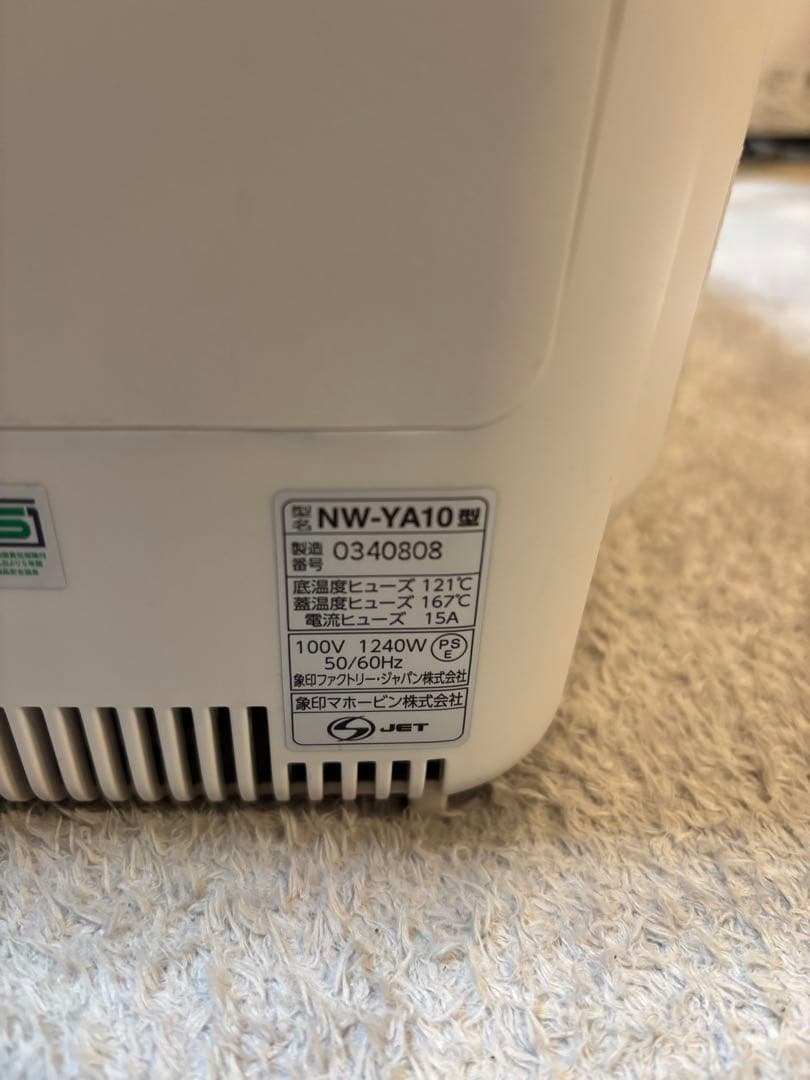 型名 NW-YA10型
製造番号 0340808
底温度ヒューズ 121℃
蓋温度ヒューズ 167℃
電流ヒューズ 15A
100V 1240W PSE
50/60Hz
象印ファクトリー・ジャパン株式会社
象印マホービン株式会社
S JET
S